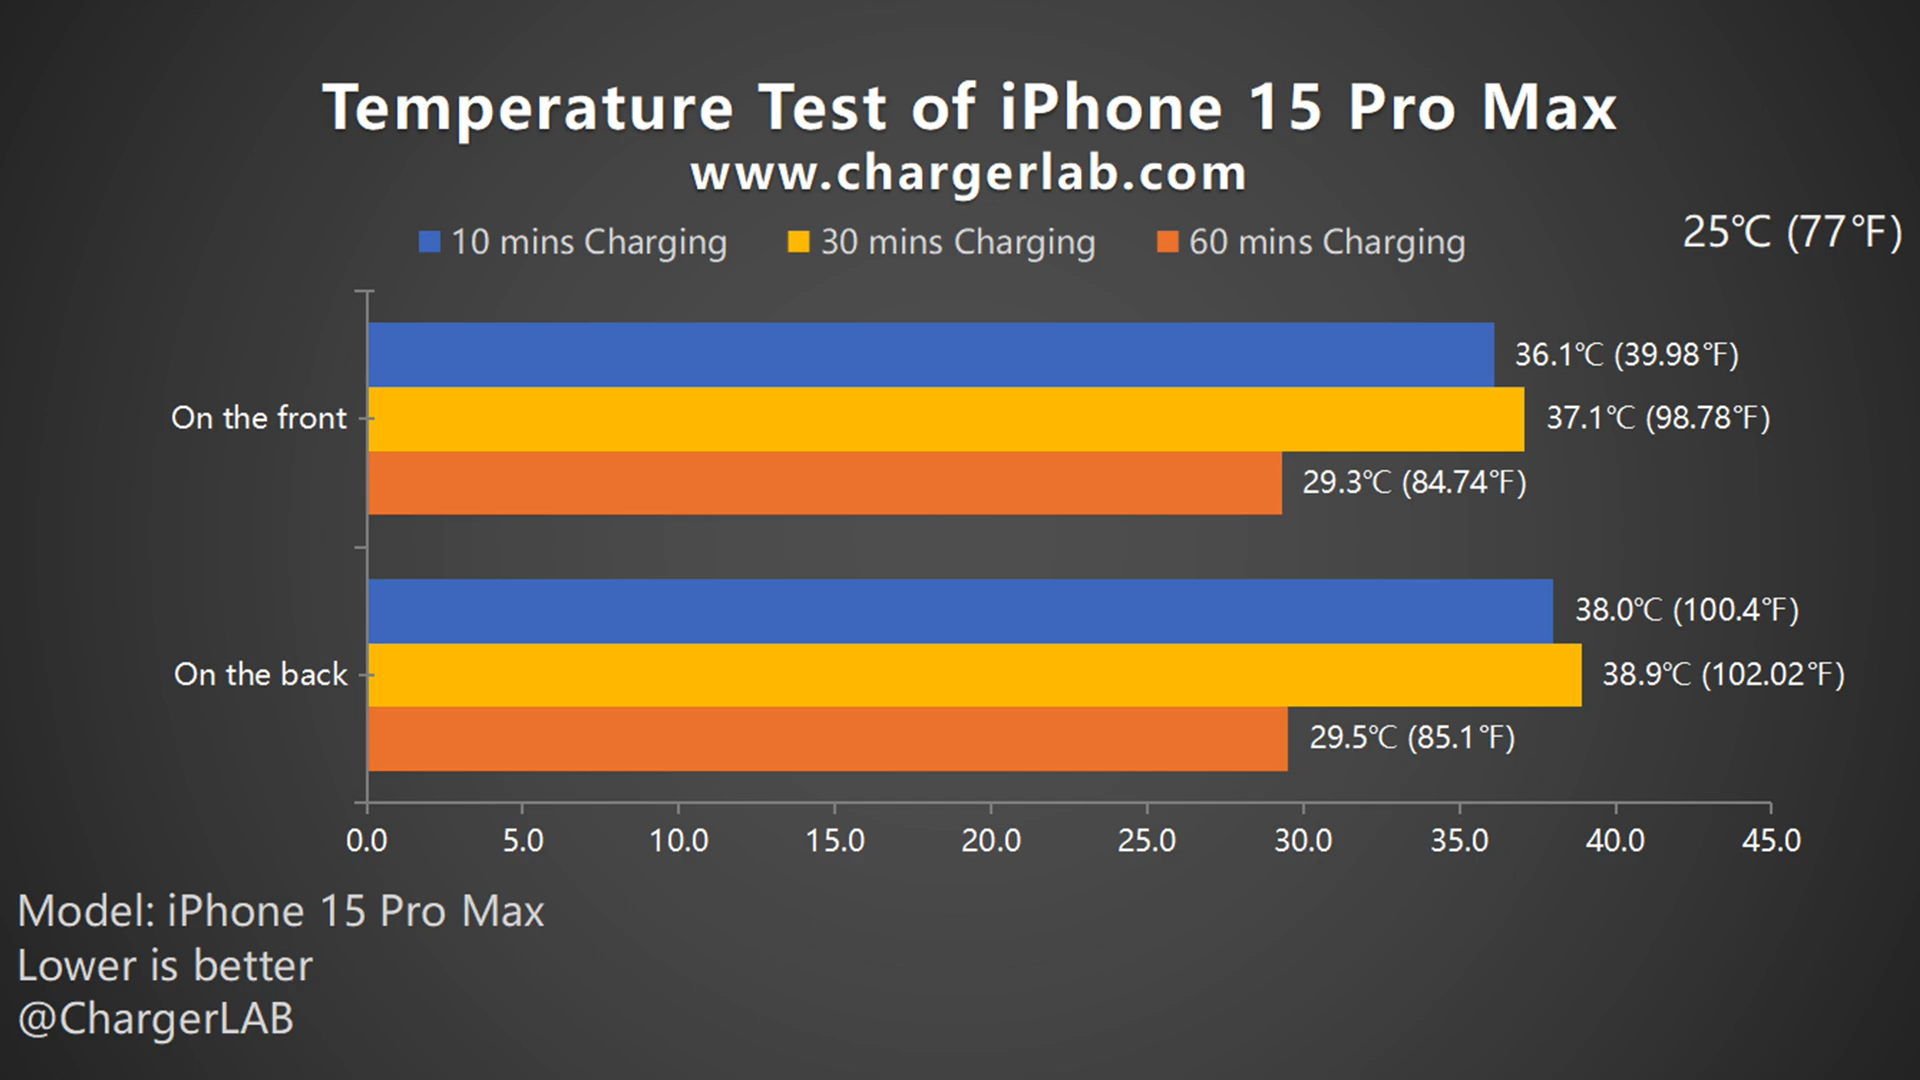 Temperature Test of iPhone 15 Pro Max
www.chargerlab.com
10 mins Charging 30 mins Charging 60 mins Charging
25℃ (77℉)
On the front
36.1℃ (39.98℉)
37.1℃ (98.78℉)
29.3℃ (84.74℉)
On the back
38.0℃ (100.4℉)
38.9℃ (102.02℉)
29.5℃ (85.1℉)
0.0 5.0 10.0 15.0 20.0 25.0 30.0 35.0 40.0 45.0
Model: iPhone 15 Pro Max
Lower is better
@ChargerLAB